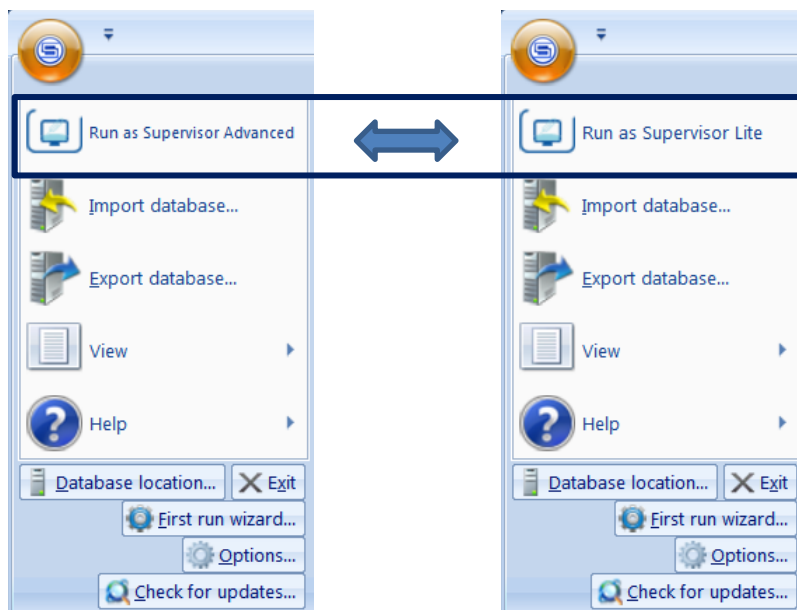 Run as Supervisor Advanced
Import database...
Export database...
View
Help
Database location... Exit
First run wizard...
Options...
Check for updates...
Run as Supervisor Lite
Import database...
Export database...
View
Help
Database location... Exit
First run wizard...
Options...
Check for updates...